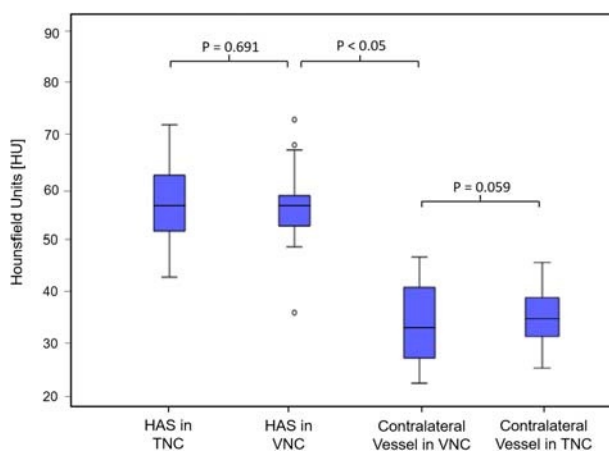 90
80
70
60
50
40
30
20
Hounsfield Units [HU]
P = 0.691
P < 0.05
P = 0.059
HAS in
TNC
HAS in
VNC
Contralateral
Vessel in VNC
Contralateral
Vessel in TNC